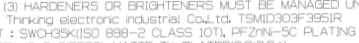 (3) HARDENERS OR BRIGHTENERS MUST BE MANAGED UN
Thinking electronic industrial Co.,Ltd. TSM1D303F3951R
T : SWCH35K(ISO 898-2 CLASS 10T), PFZnNi-5C PLATING